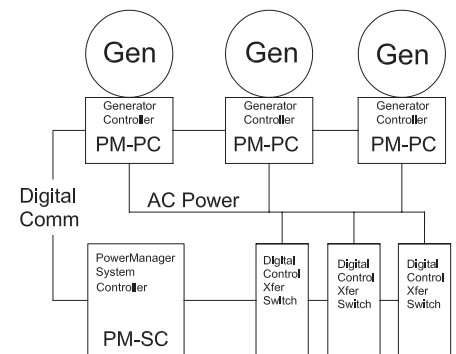 Gen
Gen
Gen
Generator
Controller
PM-PC
Generator
Controller
PM-PC
Generator
Controller
PM-PC
Digital
Comm
AC Power
PowerManager
System
Controller
PM-SC
Digital
Control
Xfer
Switch
Digital
Control
Xfer
Switch
Digital
Control
Xfer
Switch